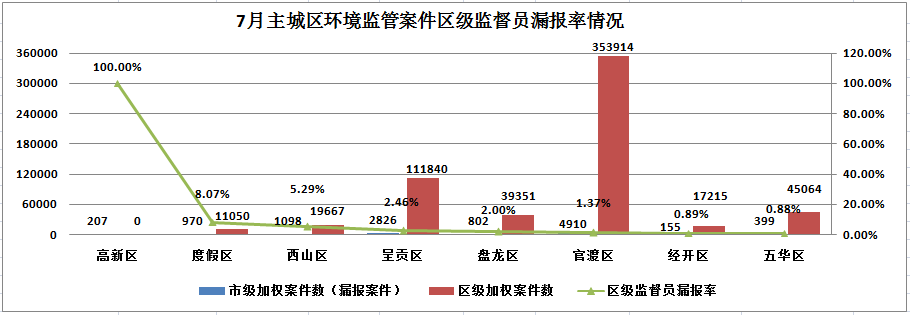 7月主城区环境监管案件区级监督员漏报率情况
353914
360000 120.00%
100.00%
300000 100.00%
240000 80.00%
180000 60.00%
111840
120000 40.00%
8.07% 5.29% 2.46% 39351 1.37% 17215 45064
60000 20.00%
207 0 970 11050 1098 19667 2826 802 2.00% 4910 155 0.89% 399 0.88%
0 0.00%
高新区 度假区 西山区 呈贡区 盘龙区 官渡区 经开区 五华区
市级加权案件数（漏报案件） 区级加权案件数 区级监督员漏报率